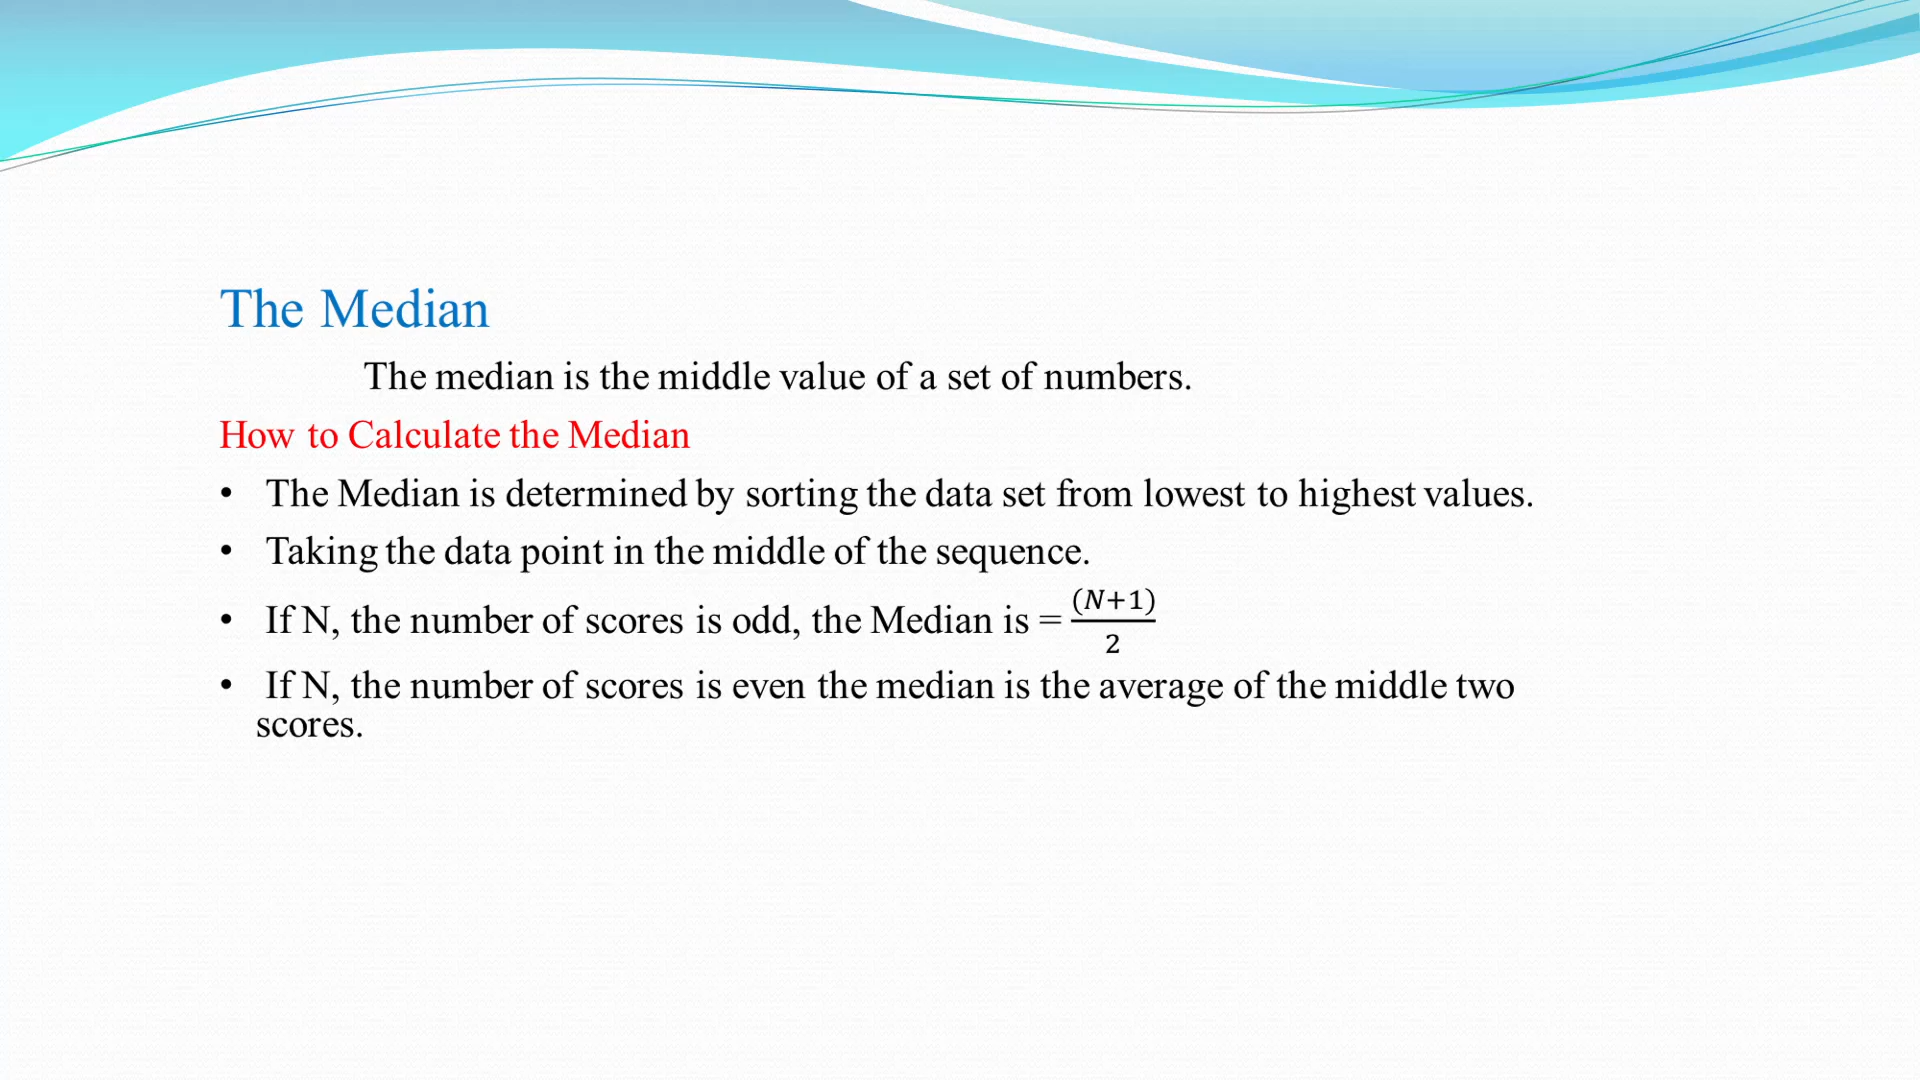 The Median
The median is the middle value of a set of numbers.
How to Calculate the Median
• The Median is determined by sorting the data set from lowest to highest values.
• Taking the data point in the middle of the sequence.
• If N, the number of scores is odd, the Median is = (N+1)/2
• If N, the number of scores is even the median is the average of the middle two
scores.